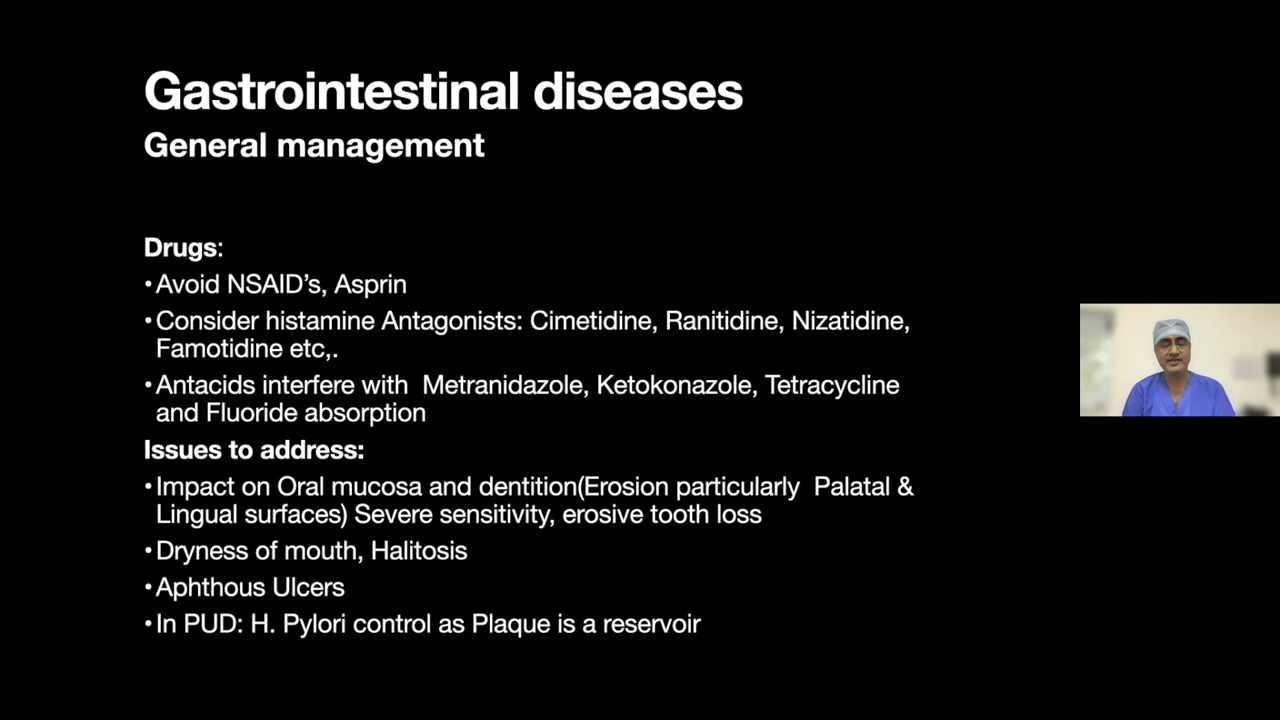 Gastrointestinal diseases
General management
Drugs:
•Avoid NSAID's, Asprin
•Consider histamine Antagonists: Cimetidine, Ranitidine, Nizatidine,
Famotidine etc,.
•Antacids interfere with Metranidazole, Ketokonazole, Tetracycline
and Fluoride absorption
Issues to address:
•Impact on Oral mucosa and dentition(Erosion particularly Palatal &
Lingual surfaces) Severe sensitivity, erosive tooth loss
•Dryness of mouth, Halitosis
•Aphthous Ulcers
•In PUD: H. Pylori control as Plaque is a reservoir